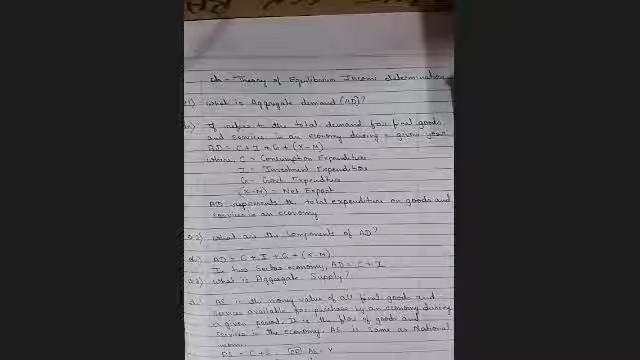 Ch - Theory of Equilibrium Income determination
Q1) What is Aggregate demand (AD)?
Ans) It refers to the total demand for final goods
and services in an economy during a given year.
AD = C + I + G + (X-M)
where, C = Consumption Expenditure
I = Investment Expenditure
G = Govt Expenditure
(X-M) = Net Export
AD represents the total expenditure on goods and
services in an economy
Q.2) What are the components of AD?
Ans) AD = C + I + G + (X-M)
In two Sector economy, AD = C + I
Q.3) What is Aggregate Supply?
AS is the money value of all final goods and
services available for purchase by an economy during
a given period. It is the flow of goods and
services in the economy. AS is same as National
Income.
AS = C + S OR AS = Y